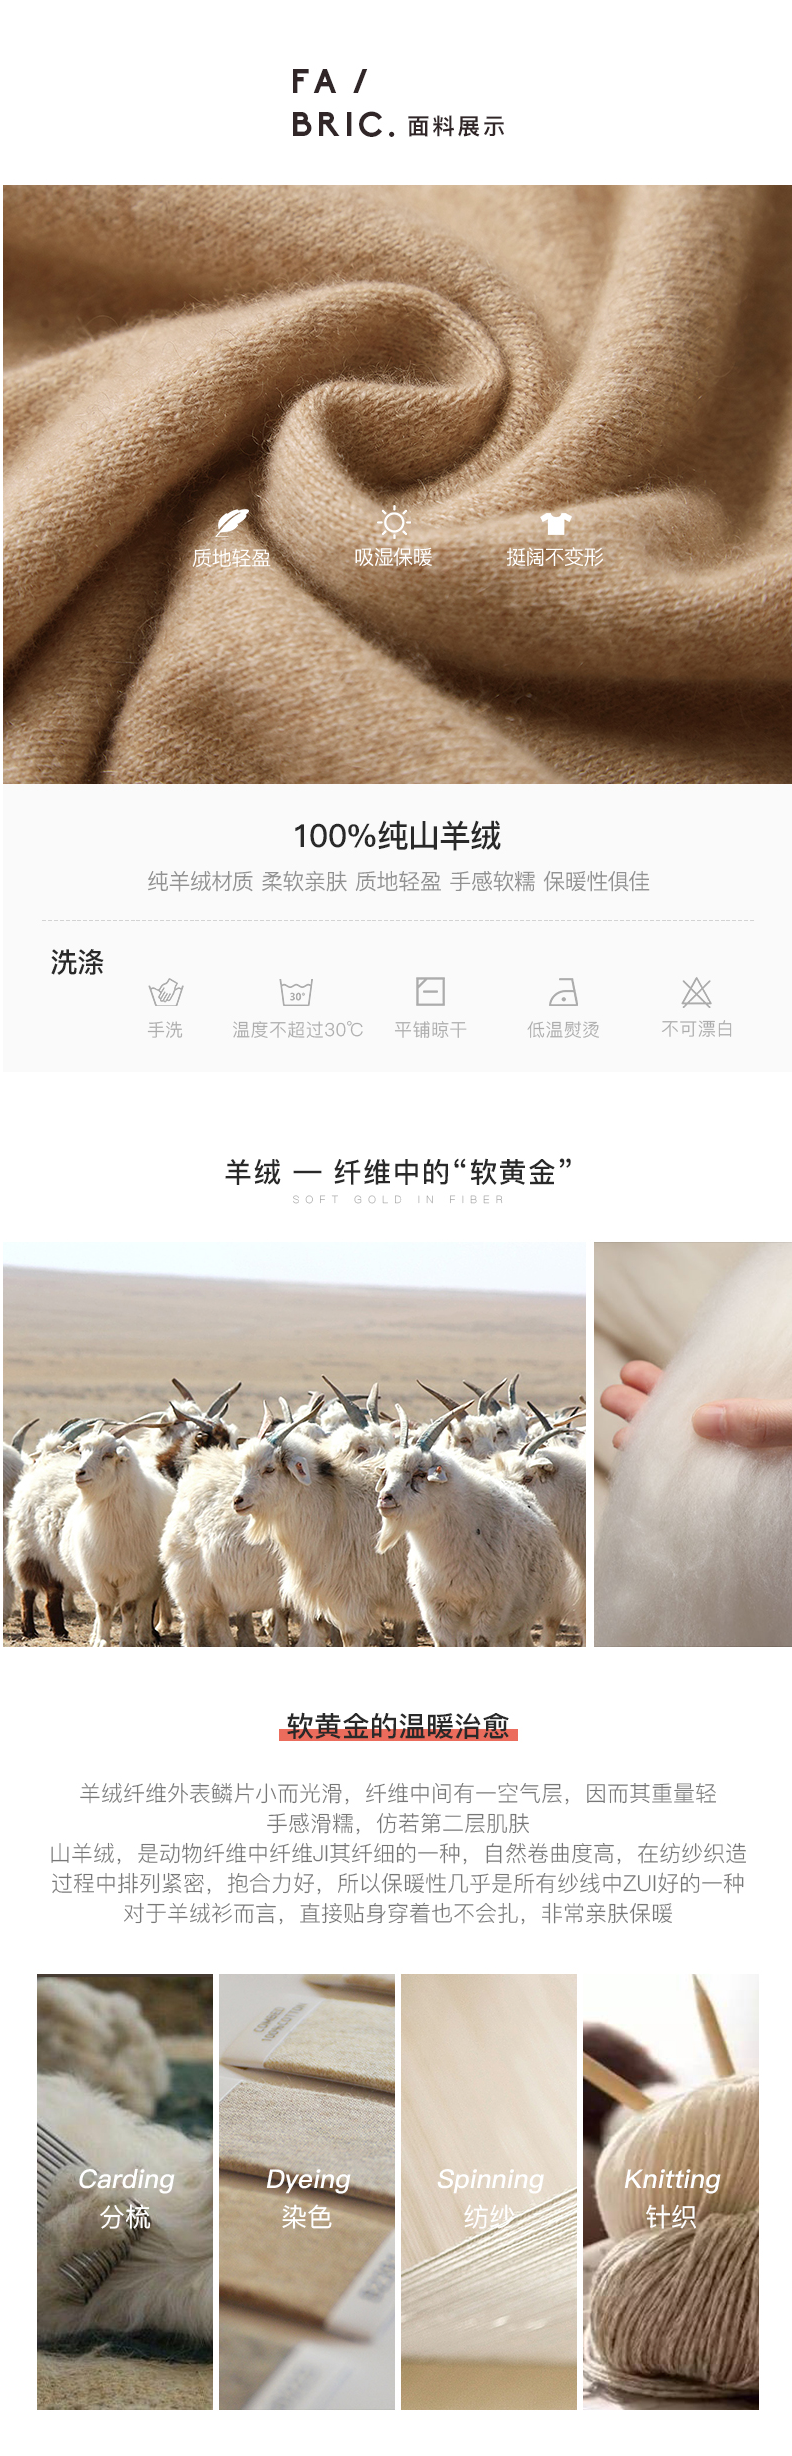 FA /
BRIC. 面料展示
质地轻盈 吸湿保暖 挺阔不变形
100%纯山羊绒
纯羊绒材质 柔软亲肤 质地轻盈 手感软糯 保暖性俱佳
洗涤
30°
手洗 温度不超过30℃ 平铺晾干 低温熨烫 不可漂白
羊绒 — 纤维中的“软黄金”
SOFT GOLD IN FIBER
软黄金的温暖治愈
羊绒纤维外表鳞片小而光滑，纤维中间有一空气层，因而其重量轻
手感滑糯，仿若第二层肌肤
山羊绒，是动物纤维中纤维JI其纤细的一种，自然卷曲度高，在纺纱织造
过程中排列紧密，抱合力好，所以保暖性几乎是所有纱线中ZUI好的一种
对于羊绒衫而言，直接贴身穿着也不会扎，非常亲肤保暖
COMBED
100%COTTON
Carding Dyeing Spinning Knitting
分梳 染色 纺纱 针织